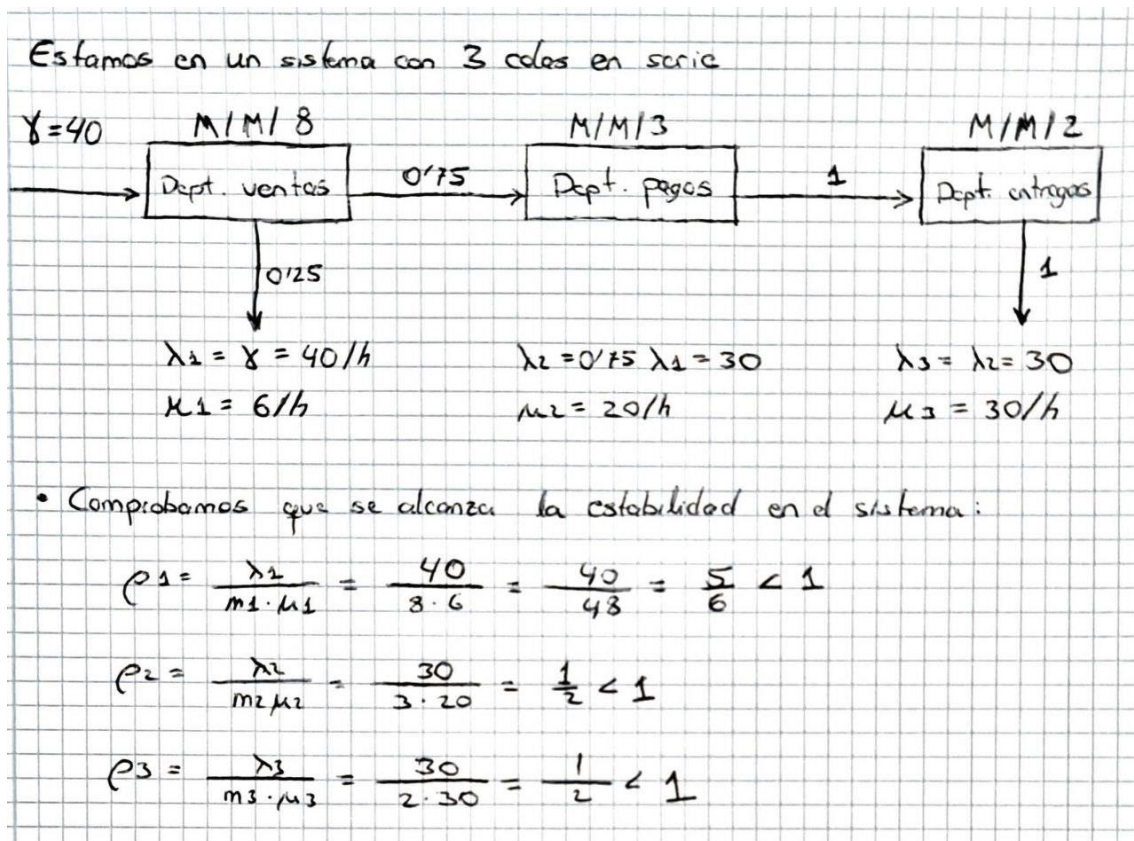 Estamos en un sistema con 3 colas en serie
γ=40 M/M/8 M/M/3 M/M/2
Dept. ventas 0'75 Dept. pagos 1 Dept. entregas
0'25 1
λ1 = γ = 40/h λ2 = 0'75 λ1 = 30 λ3 = λ2 = 30
μ1 = 6/h μ2 = 20/h μ3 = 30/h
• Comprobamos que se alcanza la estabilidad en el sistema:
ρ1 = λ1 / m1·μ1 = 40 / 8·6 = 40 / 48 = 5/6 < 1
ρ2 = λ2 / m2 μ2 = 30 / 3·20 = 1/2 < 1
ρ3 = λ3 / m3·μ3 = 30 / 2·30 = 1/2 < 1